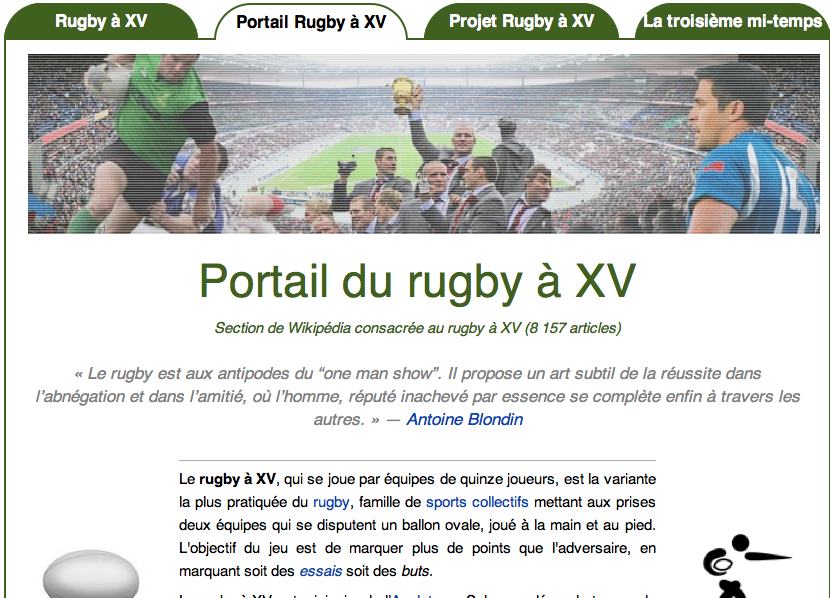 Rugby à XV
Portail Rugby à XV
Projet Rugby à XV
La troisième mi-temps
Portail du rugby à XV
Section de Wikipédia consacrée au rugby à XV (8 157 articles)
« Le rugby est aux antipodes du “one man show”. Il propose un art subtil de la réussite dans
l’abnégation et dans l’amitié, où l’homme, réputé inachevé par essence se complète enfin à travers les
autres. » — Antoine Blondin
Le rugby à XV, qui se joue par équipes de quinze joueurs, est la variante
la plus pratiquée du rugby, famille de sports collectifs mettant aux prises
deux équipes qui se disputent un ballon ovale, joué à la main et au pied.
L'objectif du jeu est de marquer plus de points que l'adversaire, en
marquant soit des essais soit des buts.